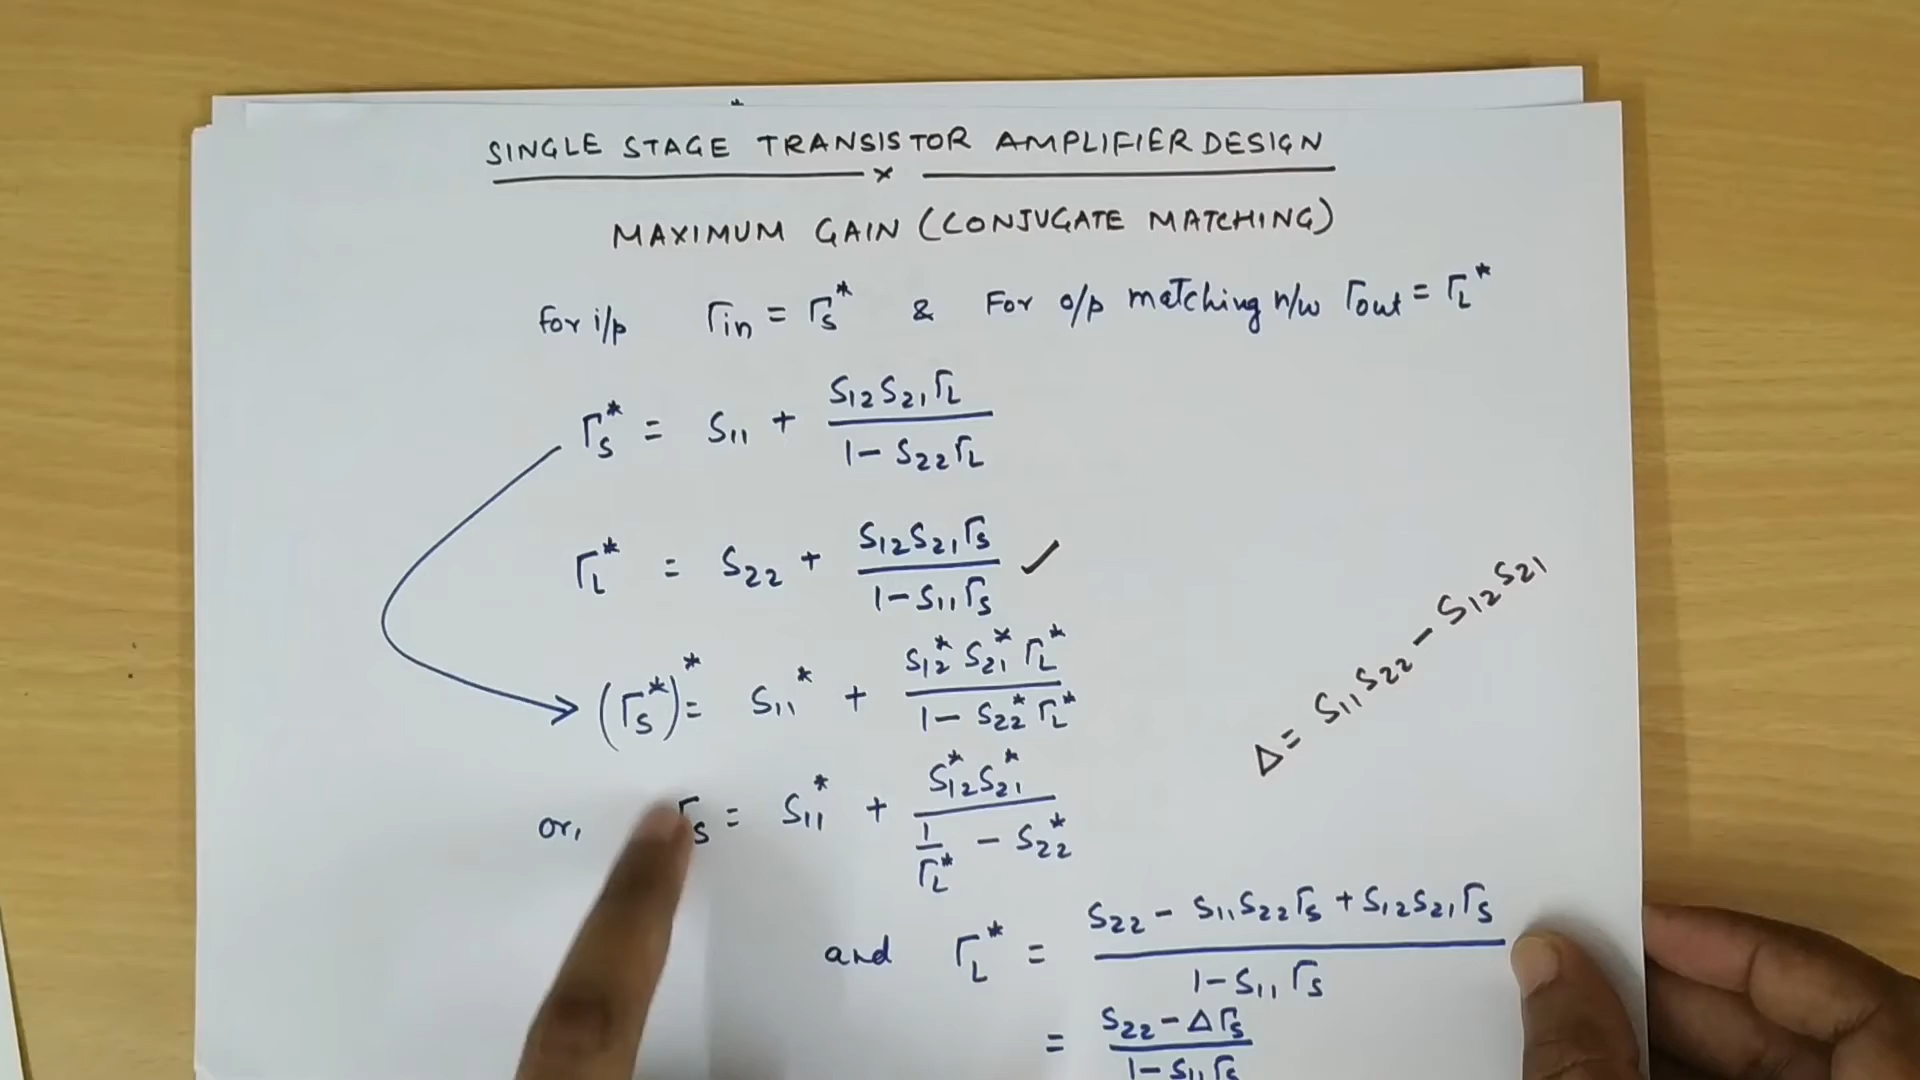 SINGLE STAGE TRANSISTOR AMPLIFIER DESIGN
x
MAXIMUM GAIN (CONJUGATE MATCHING)
for i/p Γin = ΓS* & For o/p matching n/w Γout = ΓL*
ΓS* = S11 + S12S21ΓL / 1 - S22ΓL
ΓL* = S22 + S12S21ΓS / 1 - S11ΓS ✓
(ΓS*)* = S11* + S12* S21* ΓL* / 1 - S22* ΓL*
Δ = S11S22 - S12S21
or, ΓS = S11* + S12* S21* / 1/ΓL* - S22*
and ΓL* = S22 - S11S22ΓS + S12S21ΓS / 1 - S11ΓS
= S22 - ΔΓS / 1 - S11ΓS